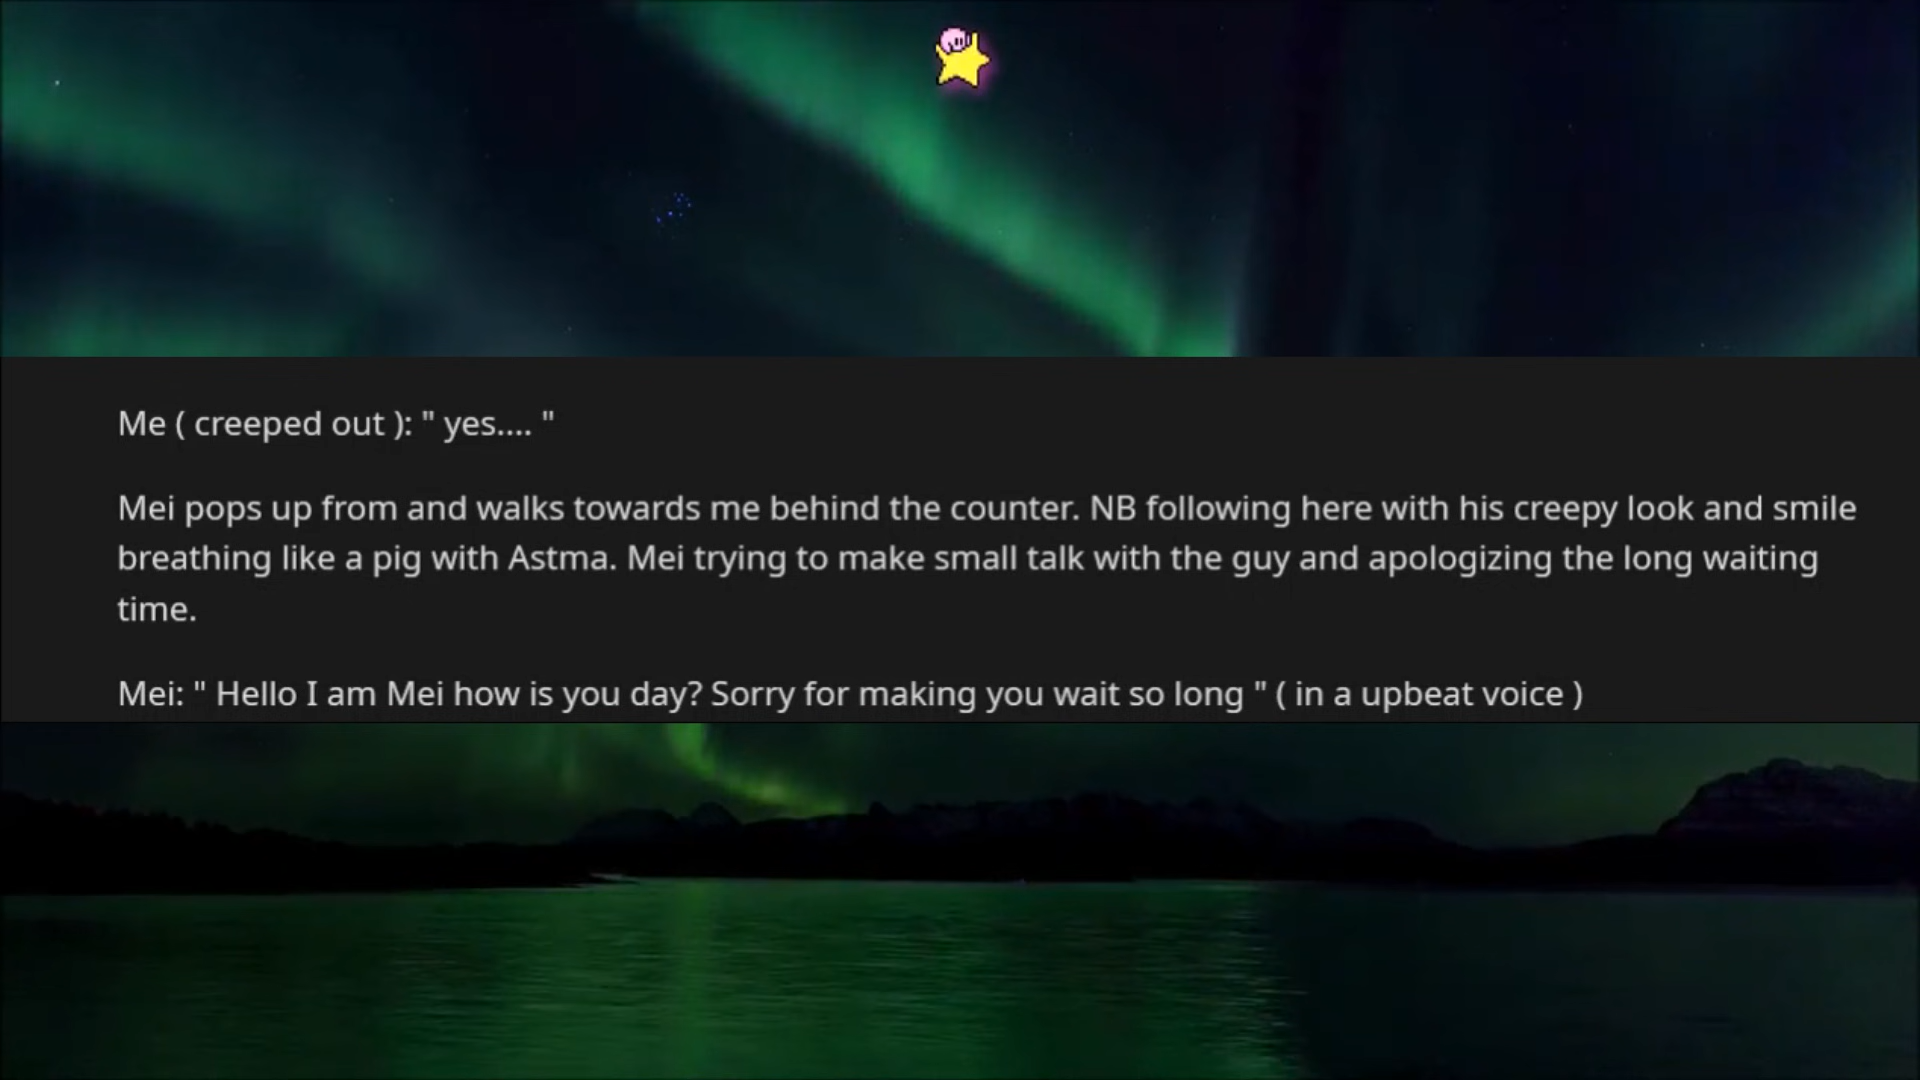 Me ( creeped out ): " yes.... "
Mei pops up from and walks towards me behind the counter. NB following here with his creepy look and smile
breathing like a pig with Astma. Mei trying to make small talk with the guy and apologizing the long waiting
time.
Mei: " Hello I am Mei how is you day? Sorry for making you wait so long " ( in a upbeat voice )